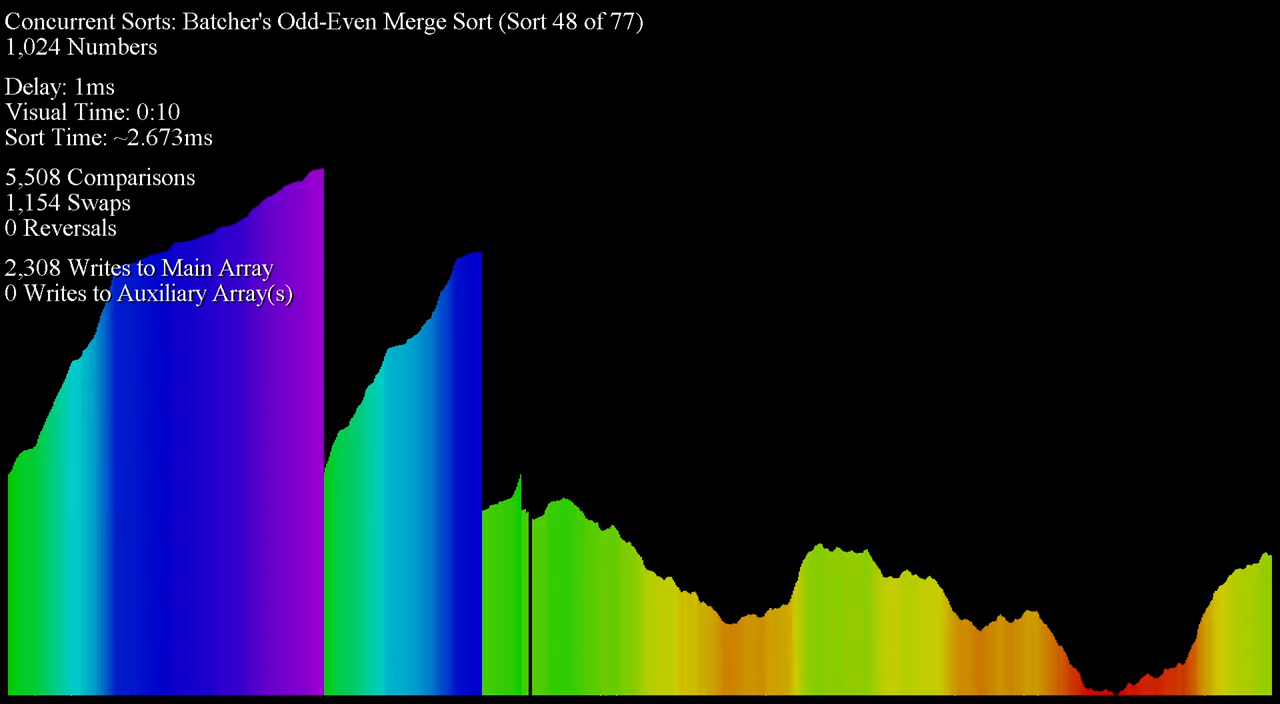 Concurrent Sorts: Batcher's Odd-Even Merge Sort (Sort 48 of 77)
1,024 Numbers
Delay: 1ms
Visual Time: 0:10
Sort Time: ~2.673ms
5,508 Comparisons
1,154 Swaps
0 Reversals
2,308 Writes to Main Array
0 Writes to Auxiliary Array(s)